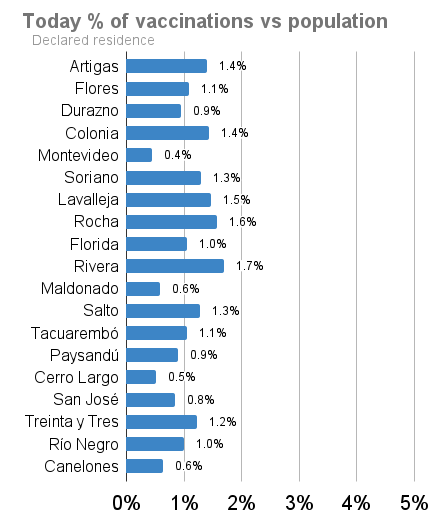 Today % of vaccinations vs population
Declared residence
Artigas 1.4%
Flores 1.1%
Durazno 0.9%
Colonia 1.4%
Montevideo 0.4%
Soriano 1.3%
Lavalleja 1.5%
Rocha 1.6%
Florida 1.0%
Rivera 1.7%
Maldonado 0.6%
Salto 1.3%
Tacuarembó 1.1%
Paysandú 0.9%
Cerro Largo 0.5%
San José 0.8%
Treinta y Tres 1.2%
Río Negro 1.0%
Canelones 0.6%
0% 1% 2% 3% 4% 5%